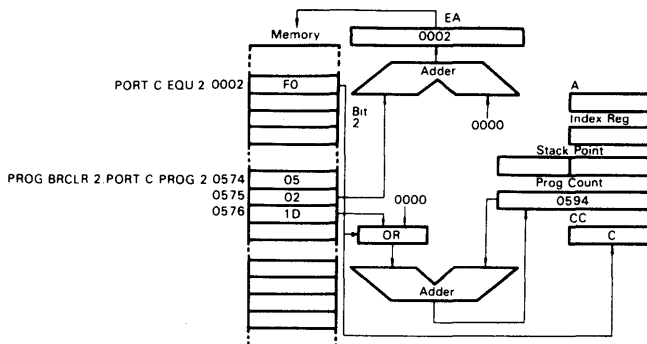 EA
Memory
0002
PORT C EQU 2 0002
F0
Adder
A
Bit
2
0000
Index Reg
Stack Point
PROG BRCLR 2.PORT C PROG 2 0574
05
Prog Count
0575
02
0000
0594
0576
1D
CC
OR
C
Adder